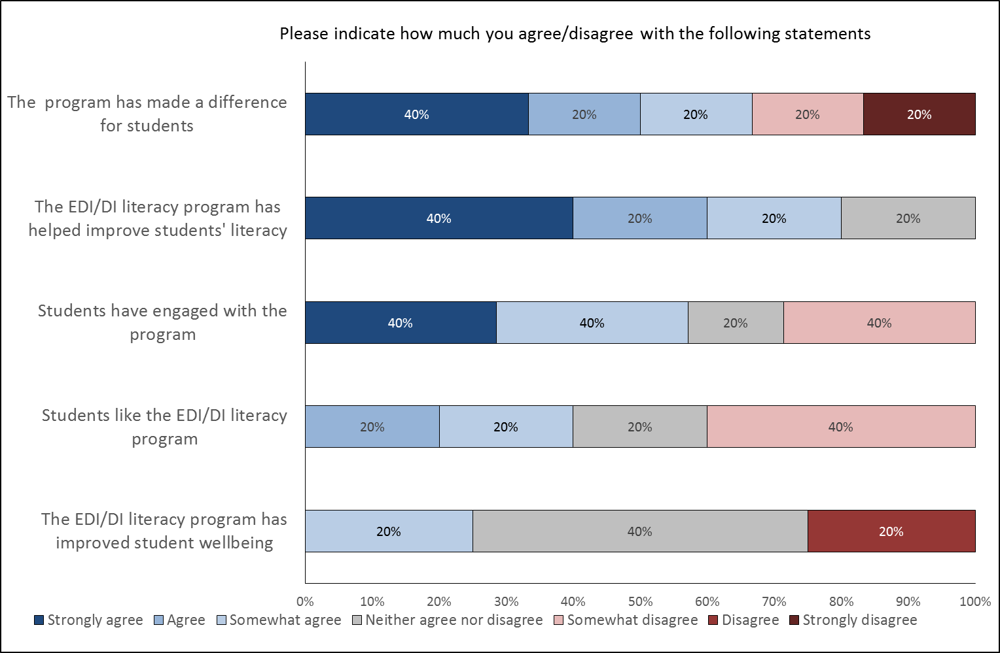 Please indicate how much you agree/disagree with the following statements
The  program has made a difference
for students
40%
20%
20%
20%
20%
The EDI/DI literacy program has
helped improve students' literacy
40%
20%
20%
20%
Students have engaged with the
program
40%
40%
20%
40%
Students like the EDI/DI literacy
program
20%
20%
20%
40%
The EDI/DI literacy program has
improved student wellbeing
20%
40%
20%
0% 10% 20% 30% 40% 50% 60% 70% 80% 90% 100%
Strongly agree Agree Somewhat agree Neither agree nor disagree Somewhat disagree Disagree Strongly disagree